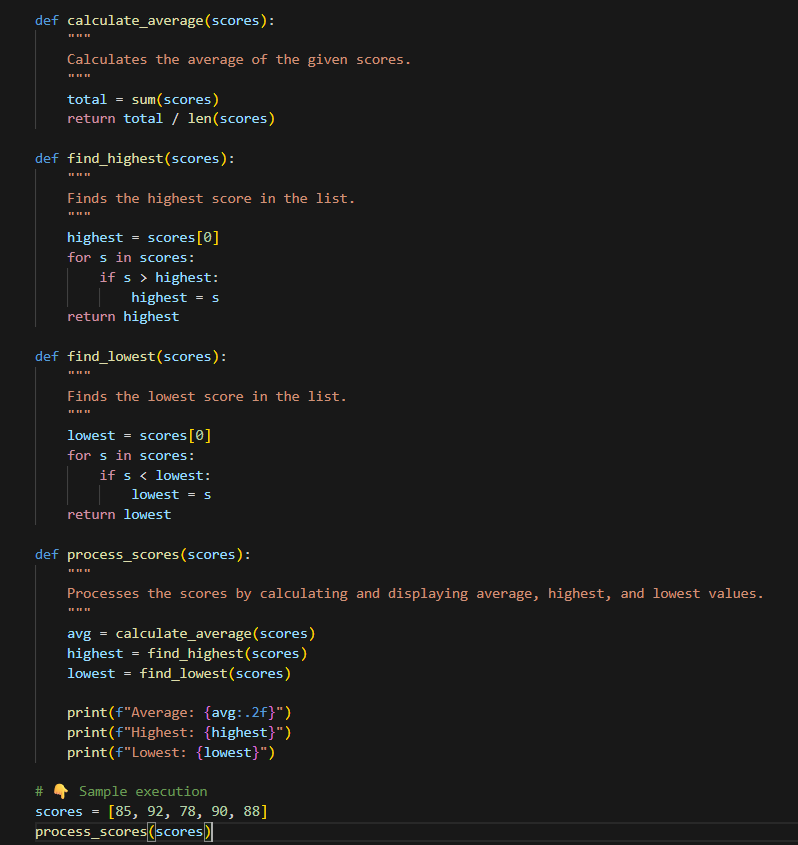 def calculate_average(scores):
    """
    Calculates the average of the given scores.
    """
    total = sum(scores)
    return total / len(scores)

def find_highest(scores):
    """
    Finds the highest score in the list.
    """
    highest = scores[0]
    for s in scores:
        if s > highest:
            highest = s
    return highest

def find_lowest(scores):
    """
    Finds the lowest score in the list.
    """
    lowest = scores[0]
    for s in scores:
        if s < lowest:
            lowest = s
    return lowest

def process_scores(scores):
    """
    Processes the scores by calculating and displaying average, highest, and lowest values.
    """
    avg = calculate_average(scores)
    highest = find_highest(scores)
    lowest = find_lowest(scores)

    print(f"Average: {avg:.2f}")
    print(f"Highest: {highest}")
    print(f"Lowest: {lowest}")

# 👇 Sample execution
scores = [85, 92, 78, 90, 88]
process_scores(scores)